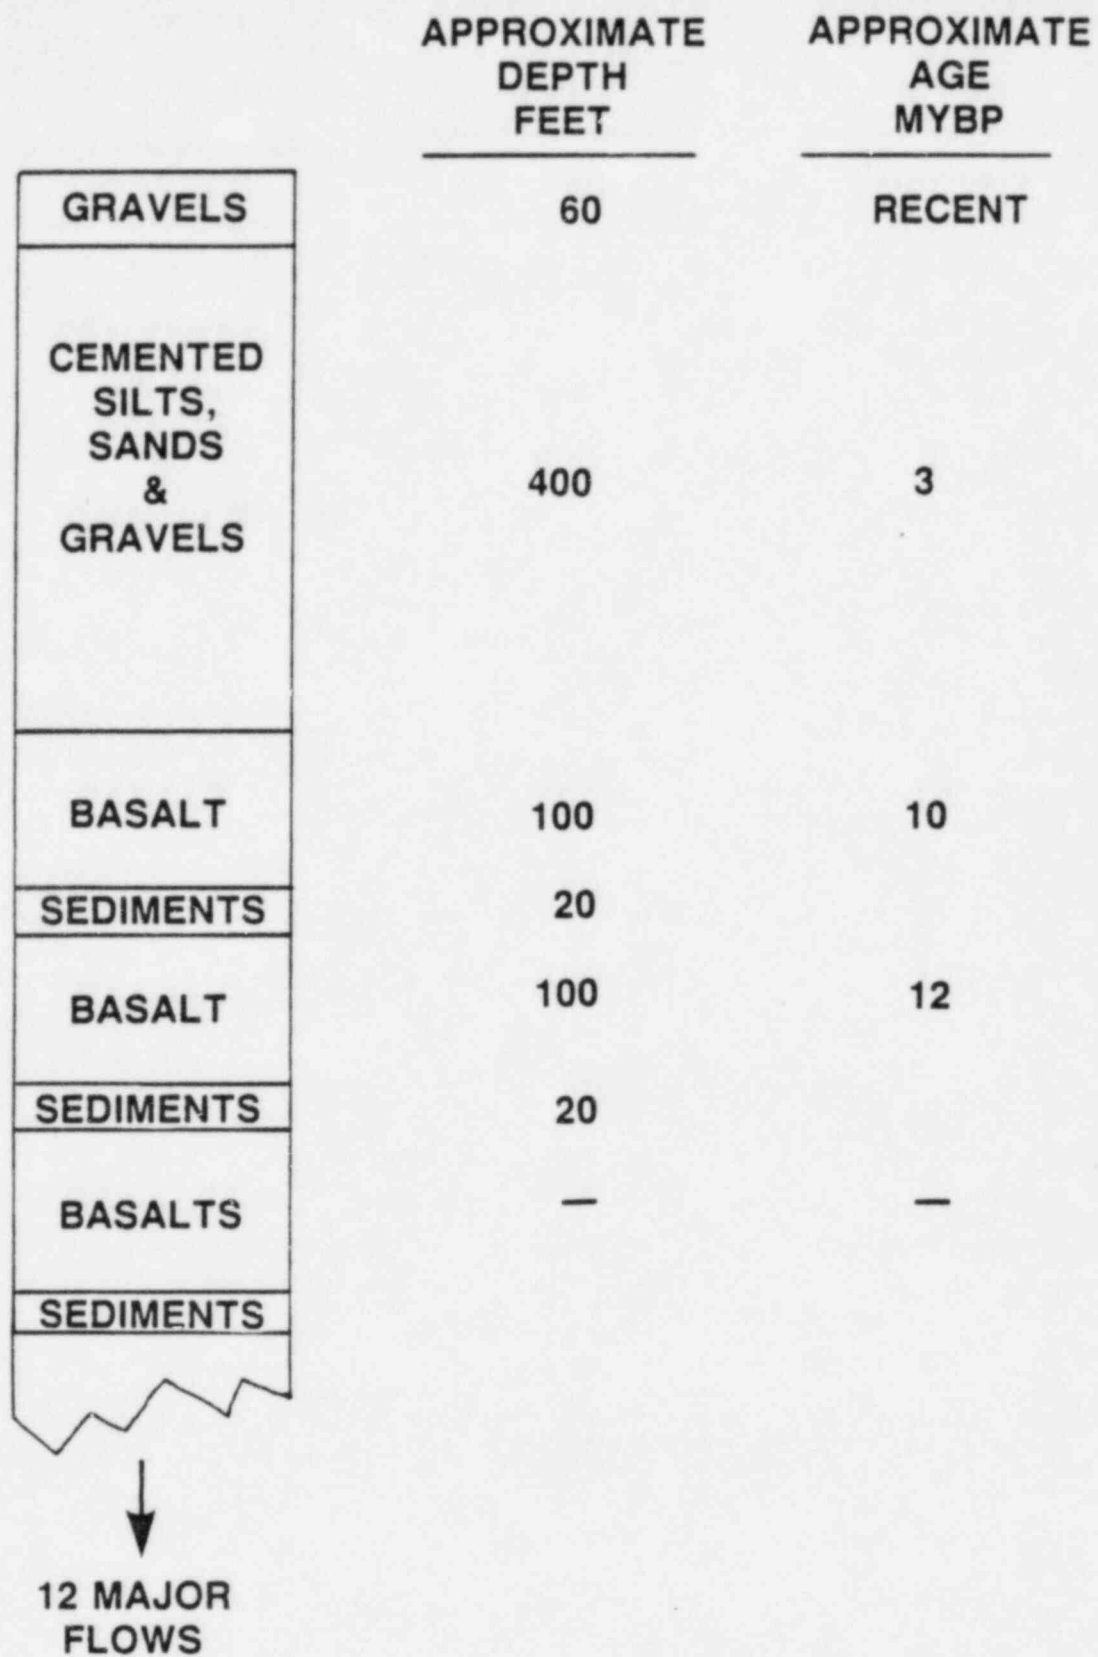 APPROXIMATE
DEPTH
FEET
APPROXIMATE
AGE
MYBP
GRAVELS 60 RECENT
CEMENTED
SILTS,
SANDS
&
GRAVELS
400 3
BASALT 100 10
SEDIMENTS 20
BASALT 100 12
SEDIMENTS 20
BASALTS — —
SEDIMENTS
12 MAJOR
FLOWS